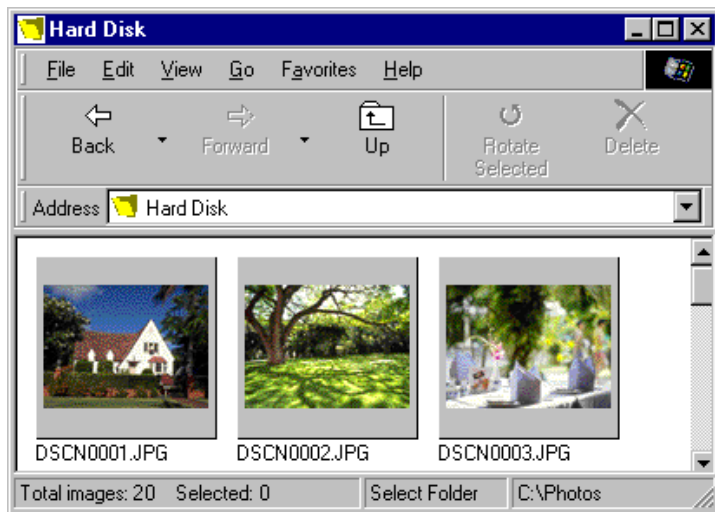 Hard Disk
File Edit View Go Favorites Help
Back Forward Up Rotate Selected Delete
Address Hard Disk
DSCN0001.JPG DSCN0002.JPG DSCN0003.JPG
Total images: 20 Selected: 0 Select Folder C:\Photos